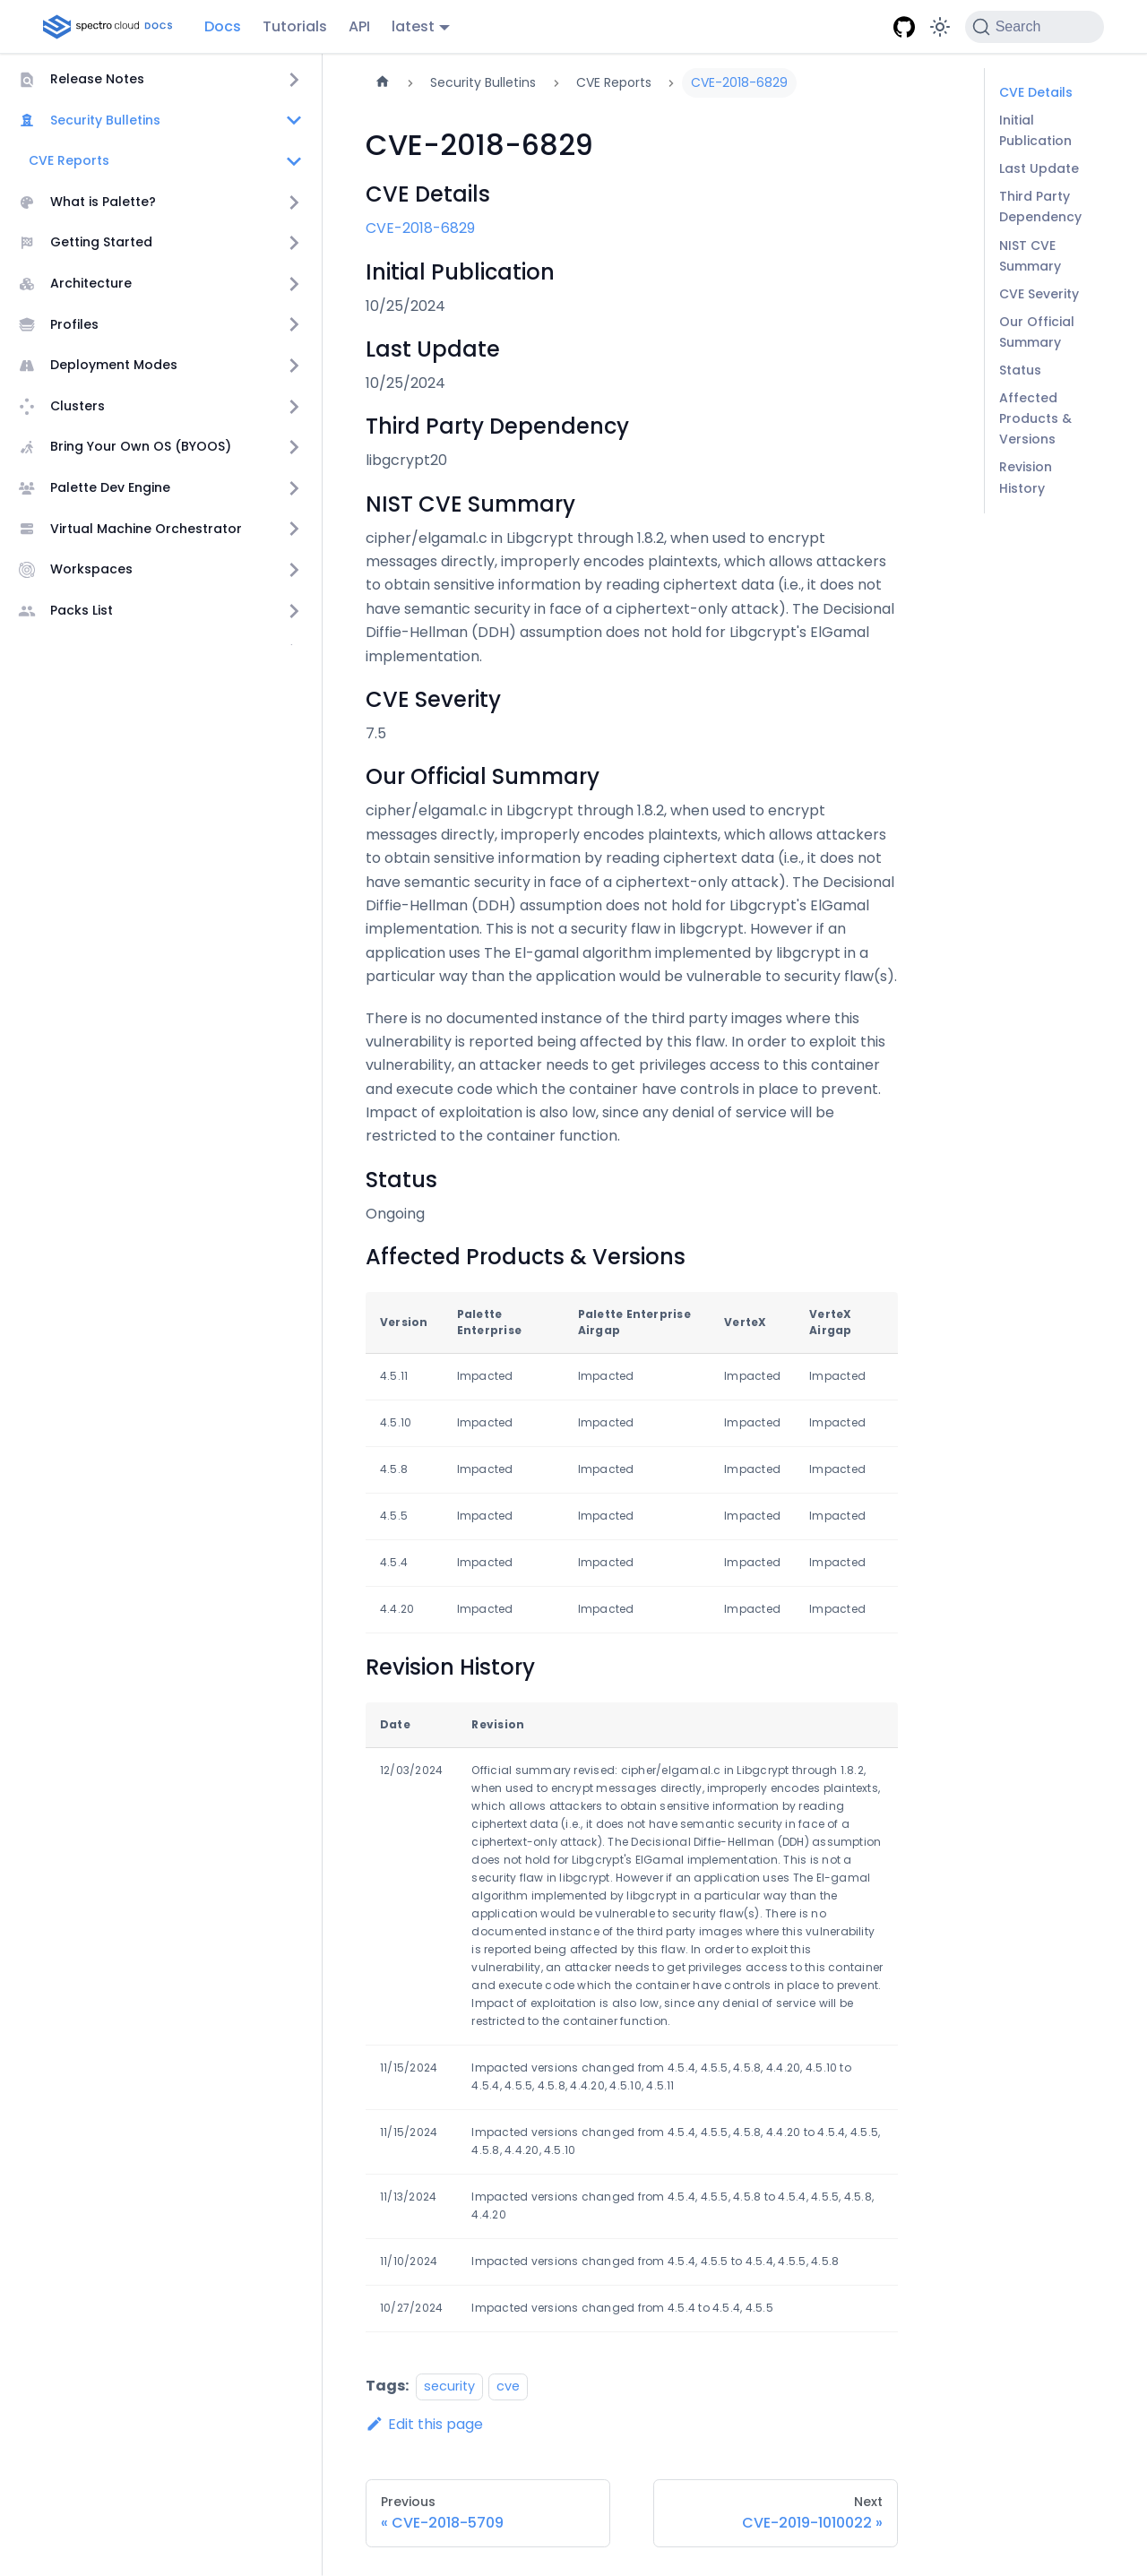 spectro cloud DOCS
Docs
Tutorials
API
latest
Search
Release Notes
Security Bulletins
CVE Reports
What is Palette?
Getting Started
Architecture
Profiles
Deployment Modes
Clusters
Bring Your Own OS (BYOOS)
Palette Dev Engine
Virtual Machine Orchestrator
Workspaces
Packs List
Security Bulletins
CVE Reports
CVE-2018-6829
CVE-2018-6829
CVE Details
CVE-2018-6829
Initial Publication
10/25/2024
Last Update
10/25/2024
Third Party Dependency
libgcrypt20
NIST CVE Summary
cipher/elgamal.c in Libgcrypt through 1.8.2, when used to encrypt
messages directly, improperly encodes plaintexts, which allows attackers
to obtain sensitive information by reading ciphertext data (i.e., it does not
have semantic security in face of a ciphertext-only attack). The Decisional
Diffie-Hellman (DDH) assumption does not hold for Libgcrypt's ElGamal
implementation.
CVE Severity
7.5
Our Official Summary
cipher/elgamal.c in Libgcrypt through 1.8.2, when used to encrypt
messages directly, improperly encodes plaintexts, which allows attackers
to obtain sensitive information by reading ciphertext data (i.e., it does not
have semantic security in face of a ciphertext-only attack). The Decisional
Diffie-Hellman (DDH) assumption does not hold for Libgcrypt's ElGamal
implementation. This is not a security flaw in libgcrypt. However if an
application uses The El-gamal algorithm implemented by libgcrypt in a
particular way than the application would be vulnerable to security flaw(s).
There is no documented instance of the third party images where this
vulnerability is reported being affected by this flaw. In order to exploit this
vulnerability, an attacker needs to get privileges access to this container
and execute code which the container have controls in place to prevent.
Impact of exploitation is also low, since any denial of service will be
restricted to the container function.
Status
Ongoing
Affected Products & Versions
Version Palette Enterprise Palette Enterprise Airgap VerteX VerteX Airgap
4.5.11 Impacted Impacted Impacted Impacted
4.5.10 Impacted Impacted Impacted Impacted
4.5.8 Impacted Impacted Impacted Impacted
4.5.5 Impacted Impacted Impacted Impacted
4.5.4 Impacted Impacted Impacted Impacted
4.4.20 Impacted Impacted Impacted Impacted
Revision History
Date Revision
12/03/2024 Official summary revised: cipher/elgamal.c in Libgcrypt through 1.8.2,
when used to encrypt messages directly, improperly encodes plaintexts,
which allows attackers to obtain sensitive information by reading
ciphertext data (i.e., it does not have semantic security in face of a
ciphertext-only attack). The Decisional Diffie-Hellman (DDH) assumption
does not hold for Libgcrypt's ElGamal implementation. This is not a
security flaw in libgcrypt. However if an application uses The El-gamal
algorithm implemented by libgcrypt in a particular way than the
application would be vulnerable to security flaw(s). There is no
documented instance of the third party images where this vulnerability
is reported being affected by this flaw. In order to exploit this
vulnerability, an attacker needs to get privileges access to this container
and execute code which the container have controls in place to prevent.
Impact of exploitation is also low, since any denial of service will be
restricted to the container function.
11/15/2024 Impacted versions changed from 4.5.4, 4.5.5, 4.5.8, 4.4.20, 4.5.10 to
4.5.4, 4.5.5, 4.5.8, 4.4.20, 4.5.10, 4.5.11
11/15/2024 Impacted versions changed from 4.5.4, 4.5.5, 4.5.8, 4.4.20 to 4.5.4, 4.5.5,
4.5.8, 4.4.20, 4.5.10
11/13/2024 Impacted versions changed from 4.5.4, 4.5.5, 4.5.8 to 4.5.4, 4.5.5, 4.5.8,
4.4.20
11/10/2024 Impacted versions changed from 4.5.4, 4.5.5 to 4.5.4, 4.5.5, 4.5.8
10/27/2024 Impacted versions changed from 4.5.4 to 4.5.4, 4.5.5
Tags: security cve
Edit this page
Previous
« CVE-2018-5709
Next
CVE-2019-1010022 »
CVE Details
Initial
Publication
Last Update
Third Party
Dependency
NIST CVE
Summary
CVE Severity
Our Official
Summary
Status
Affected
Products &
Versions
Revision
History